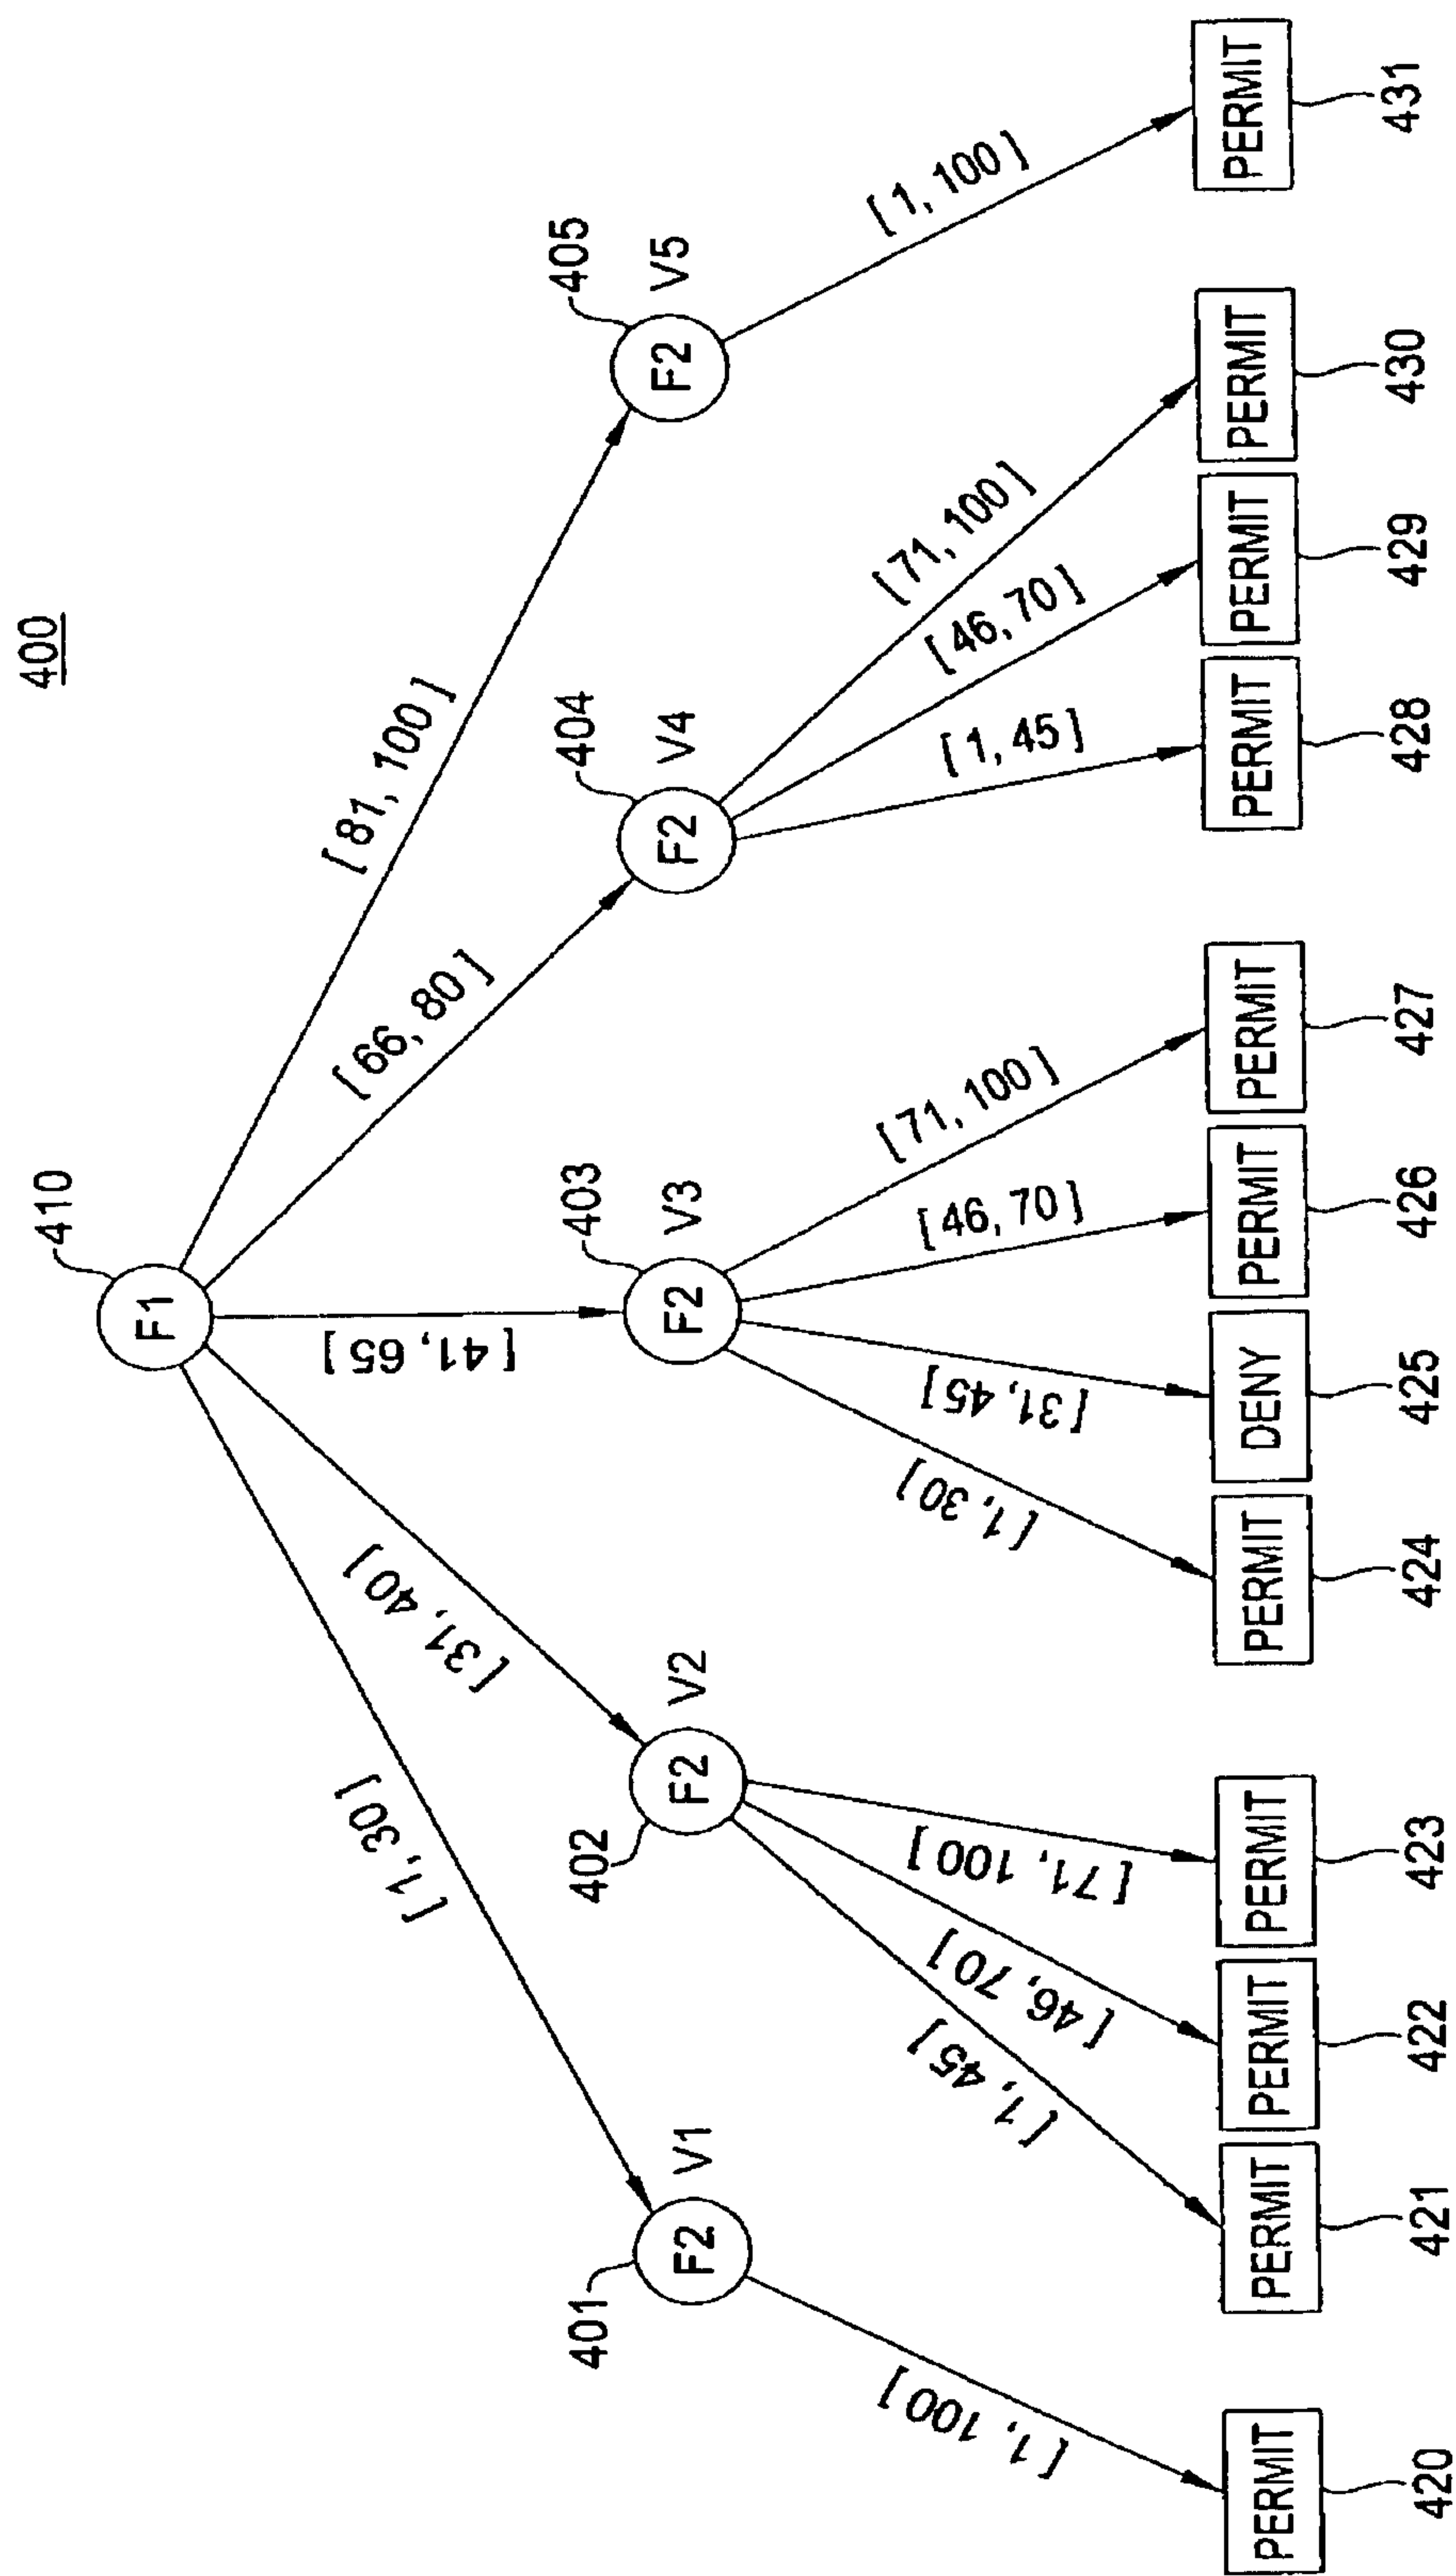 400
410
F1
[1, 30]
[31, 40]
[41, 65]
[66, 80]
[81, 100]
401
F2
V1
402
F2
V2
403
F2
V3
404
F2
V4
405
F2
V5
[1, 100]
[1, 45]
[46, 70]
[71, 100]
[1, 30]
[31, 45]
[46, 70]
[71, 100]
[1, 45]
[46, 70]
[71, 100]
[1, 100]
PERMIT
PERMIT
PERMIT
PERMIT
PERMIT
DENY
PERMIT
PERMIT
PERMIT
PERMIT
PERMIT
PERMIT
420
421
422
423
424
425
426
427
428
429
430
431